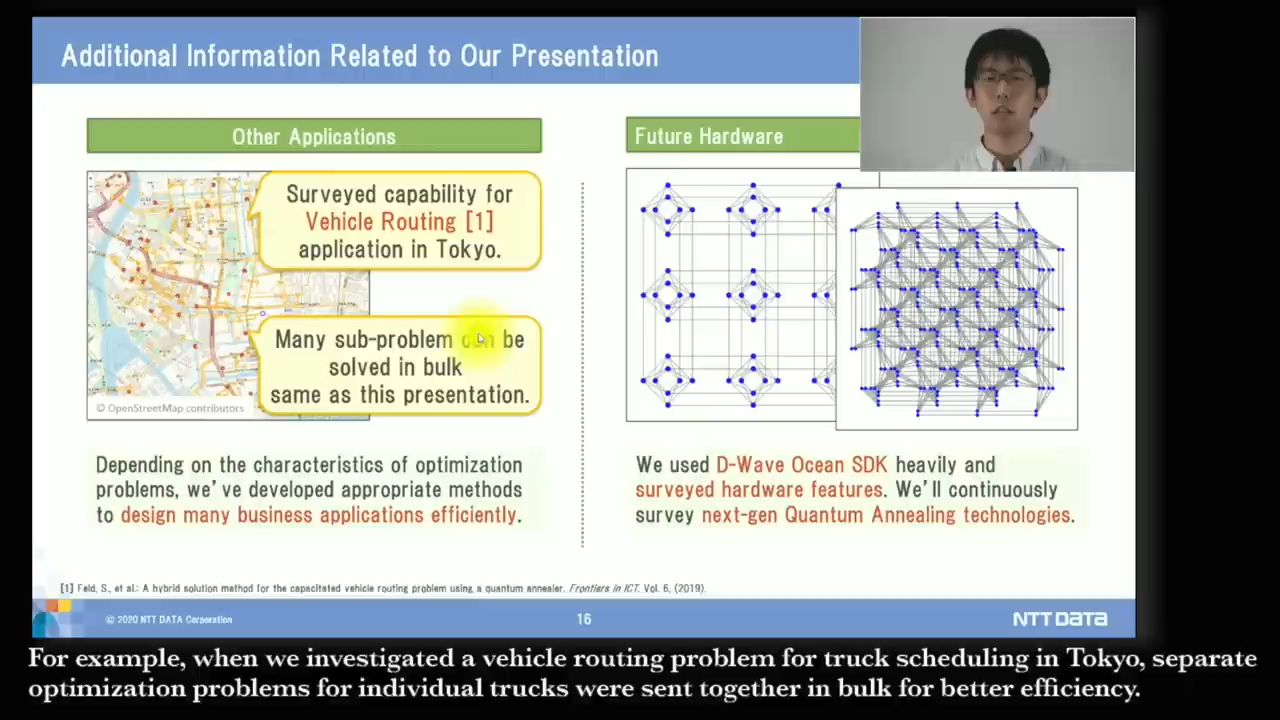 Additional Information Related to Our Presentation
Other Applications
Surveyed capability for
Vehicle Routing [1]
application in Tokyo.
Many sub-problem can be
solved in bulk
same as this presentation.
© OpenStreetMap contributors
Depending on the characteristics of optimization
problems, we've developed appropriate methods
to design many business applications efficiently.
Future Hardware
We used D-Wave Ocean SDK heavily and
surveyed hardware features. We'll continuously
survey next-gen Quantum Annealing technologies.
[1] Feld, S., et al.: A hybrid solution method for the capacitated vehicle routing problem using a quantum annealer. Frontiers in ICT. Vol. 6, (2019).
© 2020 NTT DATA Corporation
16
NTT DATA
For example, when we investigated a vehicle routing problem for truck scheduling in Tokyo, separate
optimization problems for individual trucks were sent together in bulk for better efficiency.